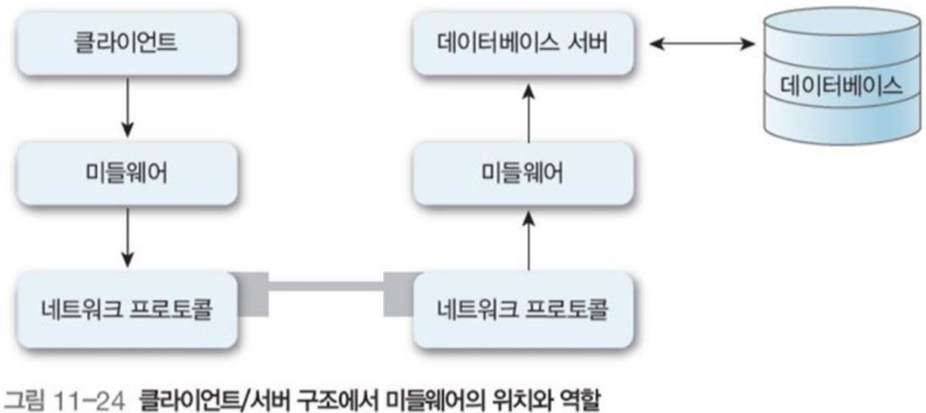 클라이언트
데이터베이스 서버
데이터베이스
미들웨어
미들웨어
네트워크 프로토콜
네트워크 프로토콜
그림 11-24 클라이언트/서버 구조에서 미들웨어의 위치와 역할